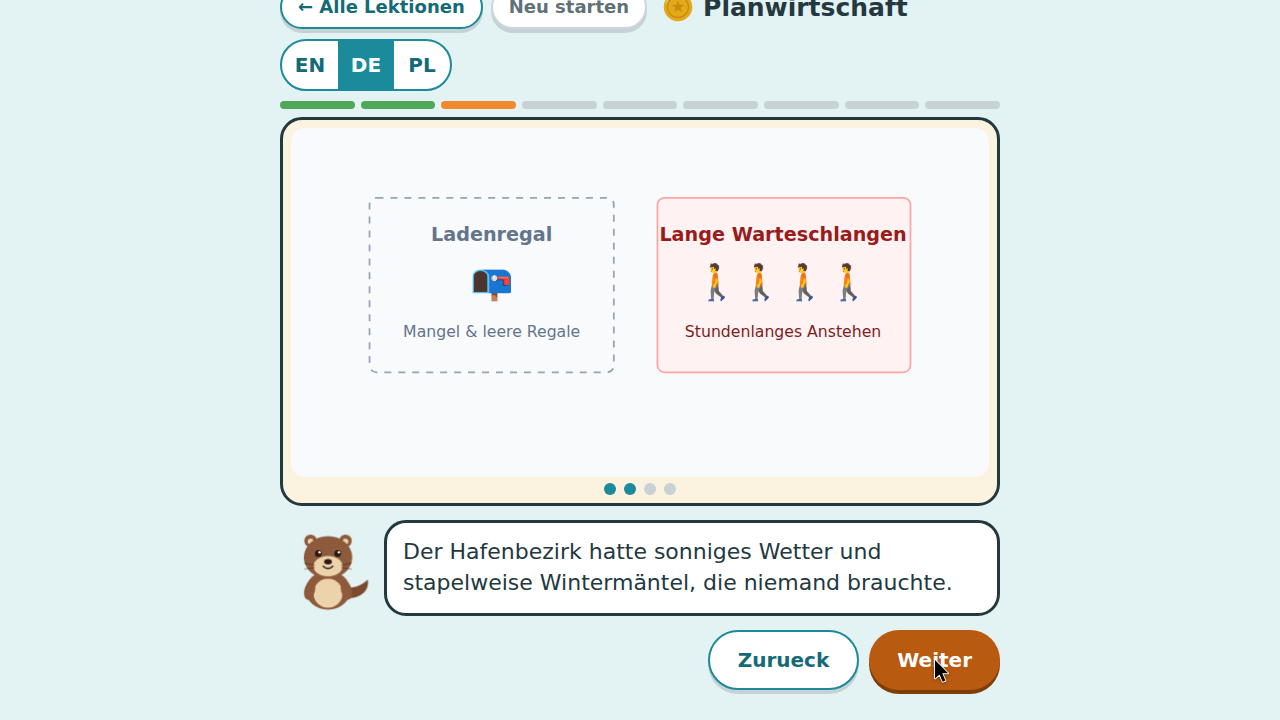 ← Alle Lektionen
Neu starten
Planwirtschaft
EN DE PL
Ladenregal
Mangel & leere Regale
Lange Warteschlangen
Stundenlanges Anstehen
Der Hafenbezirk hatte sonniges Wetter und
stapelweise Wintermäntel, die niemand brauchte.
Zurueck
Weiter